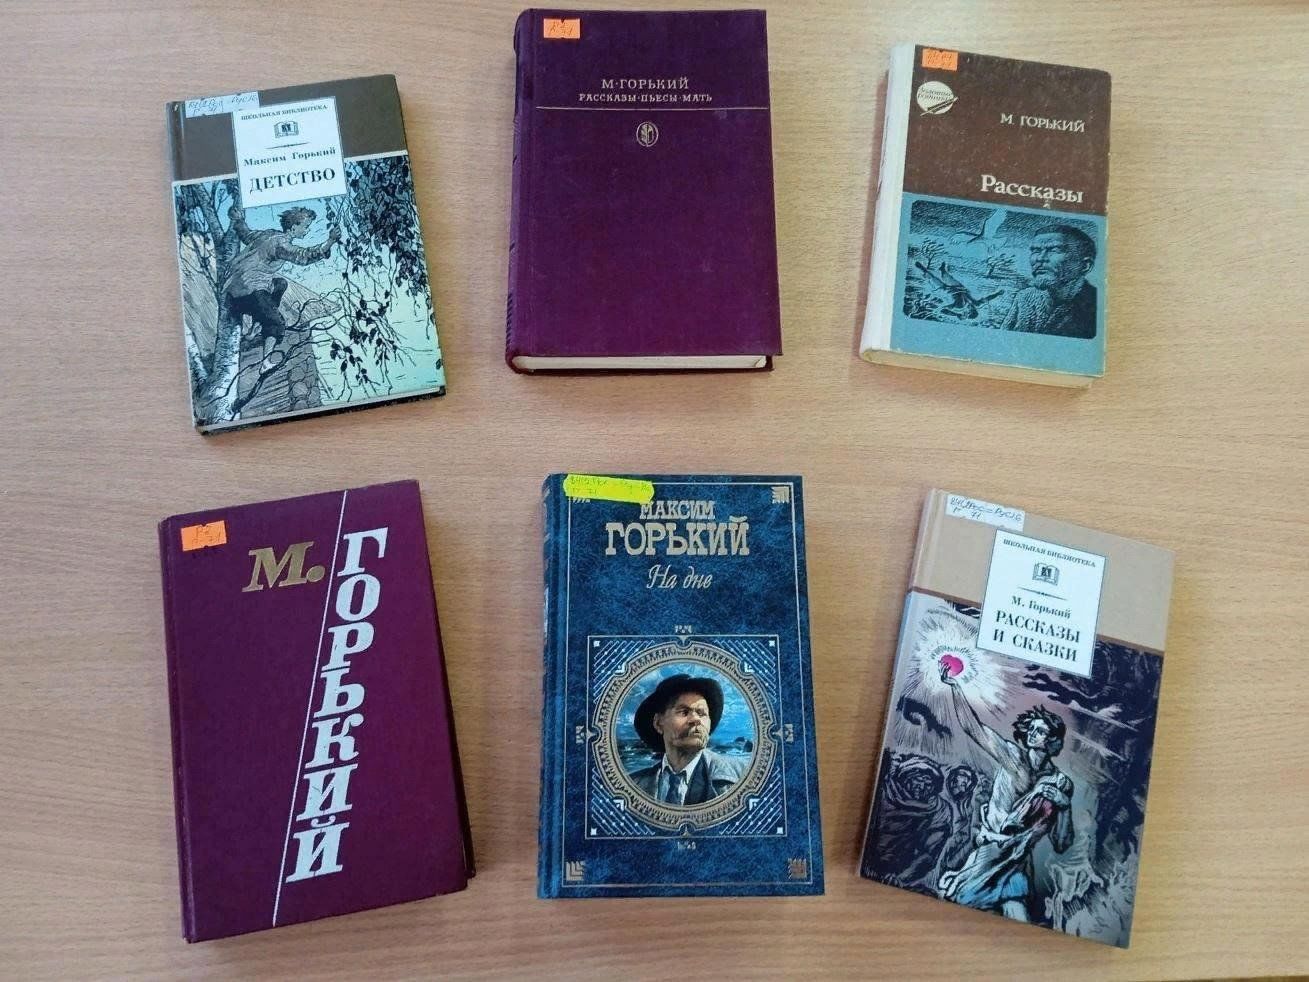 ШКОЛЬНАЯ БИБЛИОТЕКА
Максим Горький
ДЕТСТВО
М·ГОРЬКИЙ
РАССКАЗЫ·ПЬЕСЫ·МАТЬ
М. ГОРЬКИЙ
Рассказы
М.
ГОРЬКИЙ
МАКСИМ
ГОРЬКИЙ
На дне
ШКОЛЬНАЯ БИБЛИОТЕКА
М. Горький
РАССКАЗЫ
И СКАЗКИ